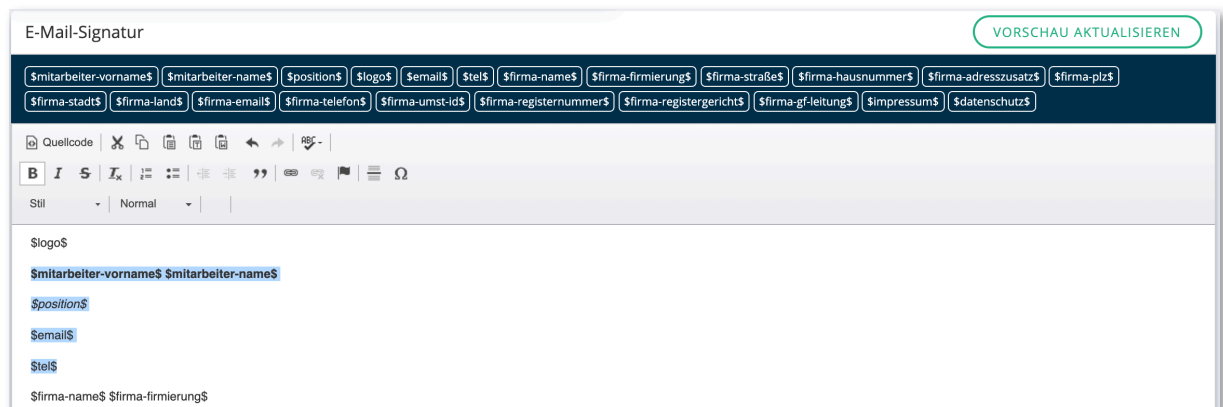 E-Mail-Signatur
VORSCHAU AKTUALISIEREN
$mitarbeiter-vorname$ $mitarbeiter-name$ $position$ $logo$ $email$ $tel$ $firma-name$ $firma-firmierung$ $firma-straße$ $firma-hausnummer$ $firma-adresszusatz$ $firma-plz$
$firma-stadt$ $firma-land$ $firma-email$ $firma-telefon$ $firma-umst-id$ $firma-registernummer$ $firma-registergericht$ $firma-gf-leitung$ $impressum$ $datenschutz$
Quellcode ABC
B I S Ix Ω
Stil Normal
$logo$
$mitarbeiter-vorname$ $mitarbeiter-name$
$position$
$email$
$tel$
$firma-name$ $firma-firmierung$